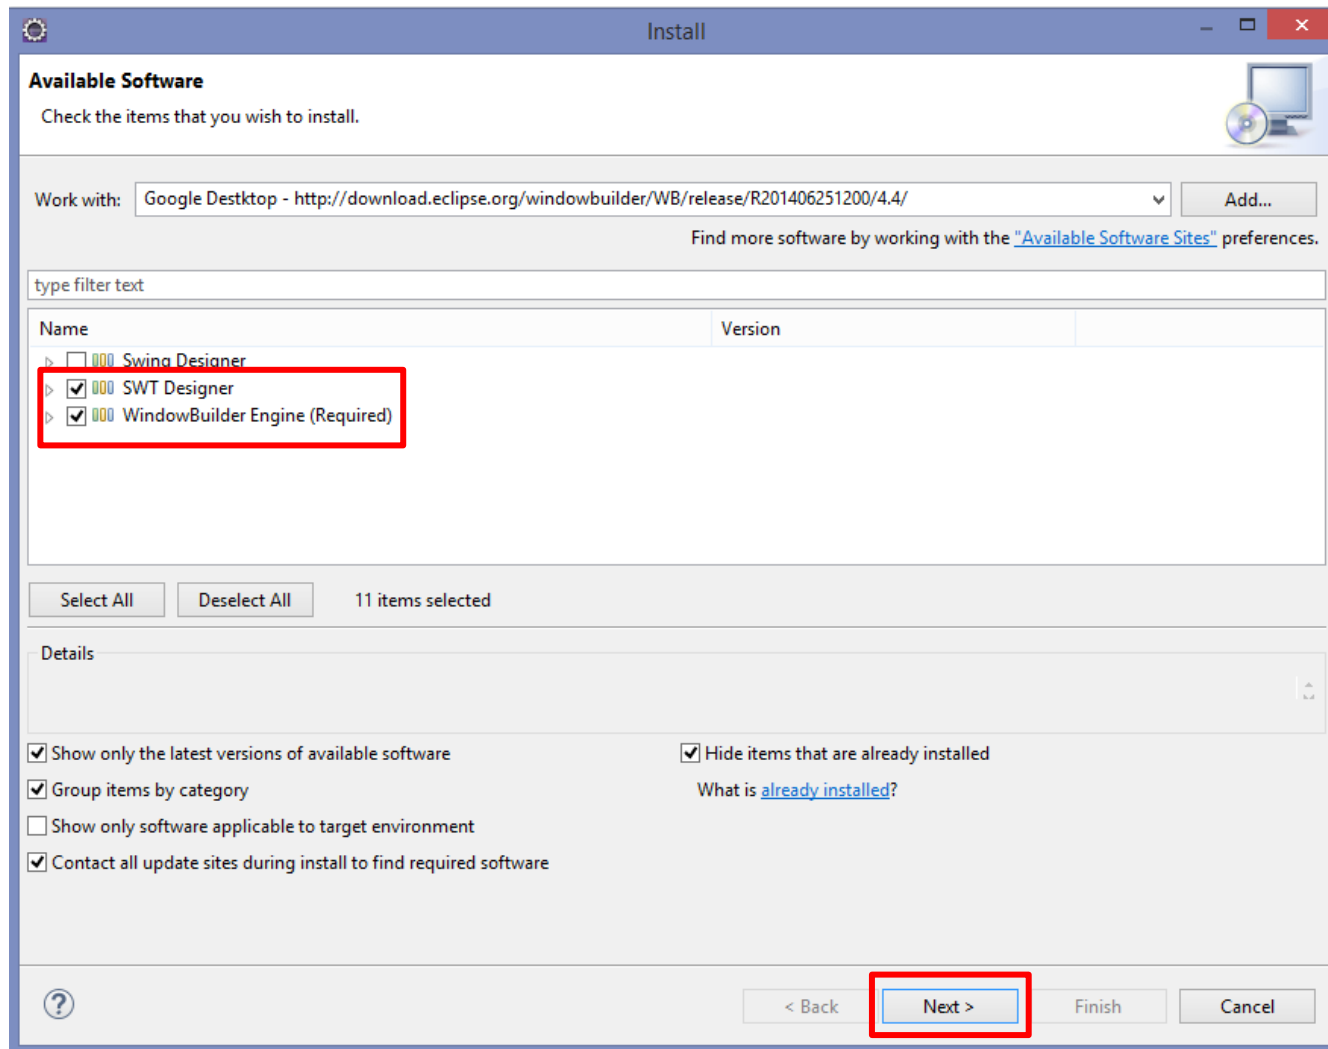 Install
Available Software
Check the items that you wish to install.
Work with: Google Destktop - http://download.eclipse.org/windowbuilder/WB/release/R201406251200/4.4/ Add...
Find more software by working with the "Available Software Sites" preferences.
type filter text
Name Version
Swing Designer
SWT Designer
WindowBuilder Engine (Required)
Select All Deselect All 11 items selected
Details
Show only the latest versions of available software Hide items that are already installed
Group items by category What is already installed?
Show only software applicable to target environment
Contact all update sites during install to find required software
? < Back Next > Finish Cancel